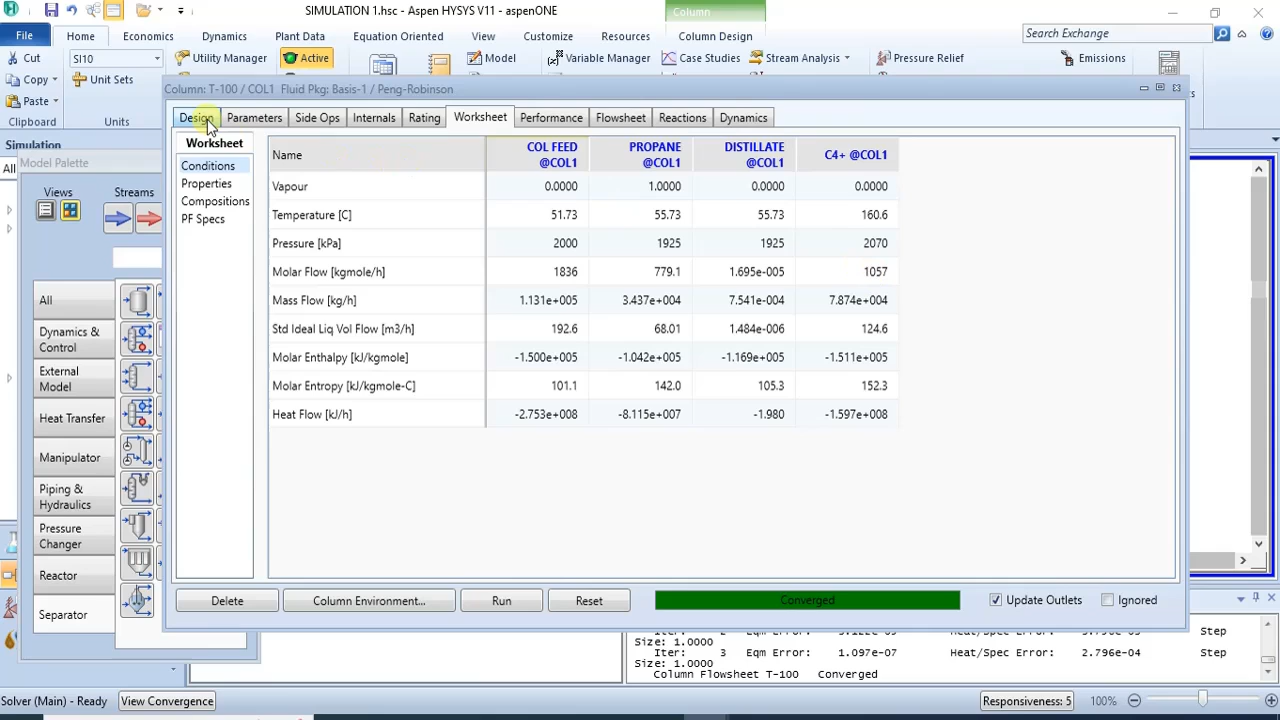 SIMULATION 1.hsc - Aspen HYSYS V11 - aspenONE
Column
File
Home
Economics
Dynamics
Plant Data
Equation Oriented
View
Customize
Resources
Column Design
Search Exchange
Cut
SI10
Utility Manager
Active
Model
Variable Manager
Case Studies
Stream Analysis
Pressure Relief
Emissions
Copy
Unit Sets
Paste
Clipboard
Units
Column: T-100 / COL1 Fluid Pkg: Basis-1 / Peng-Robinson
Design
Parameters
Side Ops
Internals
Rating
Worksheet
Performance
Flowsheet
Reactions
Dynamics
Simulation
Model Palette
All
Views
Streams
All
Dynamics &
Control
External
Model
Heat Transfer
Manipulator
Piping &
Hydraulics
Pressure
Changer
Reactor
Separator
Worksheet
Conditions
Properties
Compositions
PF Specs
Name COL FEED @COL1 PROPANE @COL1 DISTILLATE @COL1 C4+ @COL1
Vapour 0.0000 1.0000 0.0000 0.0000
Temperature [C] 51.73 55.73 55.73 160.6
Pressure [kPa] 2000 1925 1925 2070
Molar Flow [kgmole/h] 1836 779.1 1.695e-005 1057
Mass Flow [kg/h] 1.131e+005 3.437e+004 7.541e-004 7.874e+004
Std Ideal Liq Vol Flow [m3/h] 192.6 68.01 1.484e-006 124.6
Molar Enthalpy [kJ/kgmole] -1.500e+005 -1.042e+005 -1.169e+005 -1.511e+005
Molar Entropy [kJ/kgmole-C] 101.1 142.0 105.3 152.3
Heat Flow [kJ/h] -2.753e+008 -8.115e+007 -1.980 -1.597e+008
Delete
Column Environment...
Run
Reset
Converged
Update Outlets
Ignored
Size: 1.0000
Iter: 3 Eqm Error: 1.097e-07 Heat/Spec Error: 2.796e-04 Step
Size: 1.0000
Column Flowsheet T-100 Converged
Solver (Main) - Ready
View Convergence
Responsiveness: 5
100%